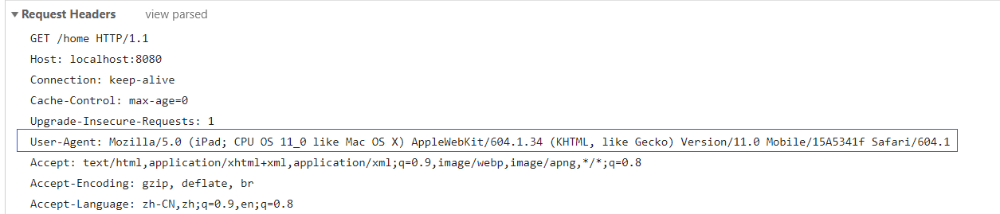 Request Headers view parsed
GET /home HTTP/1.1
Host: localhost:8080
Connection: keep-alive
Cache-Control: max-age=0
Upgrade-Insecure-Requests: 1
User-Agent: Mozilla/5.0 (iPad; CPU OS 11_0 like Mac OS X) AppleWebKit/604.1.34 (KHTML, like Gecko) Version/11.0 Mobile/15A5341f Safari/604.1
Accept: text/html,application/xhtml+xml,application/xml;q=0.9,image/webp,image/apng,*/*;q=0.8
Accept-Encoding: gzip, deflate, br
Accept-Language: zh-CN,zh;q=0.9,en;q=0.8